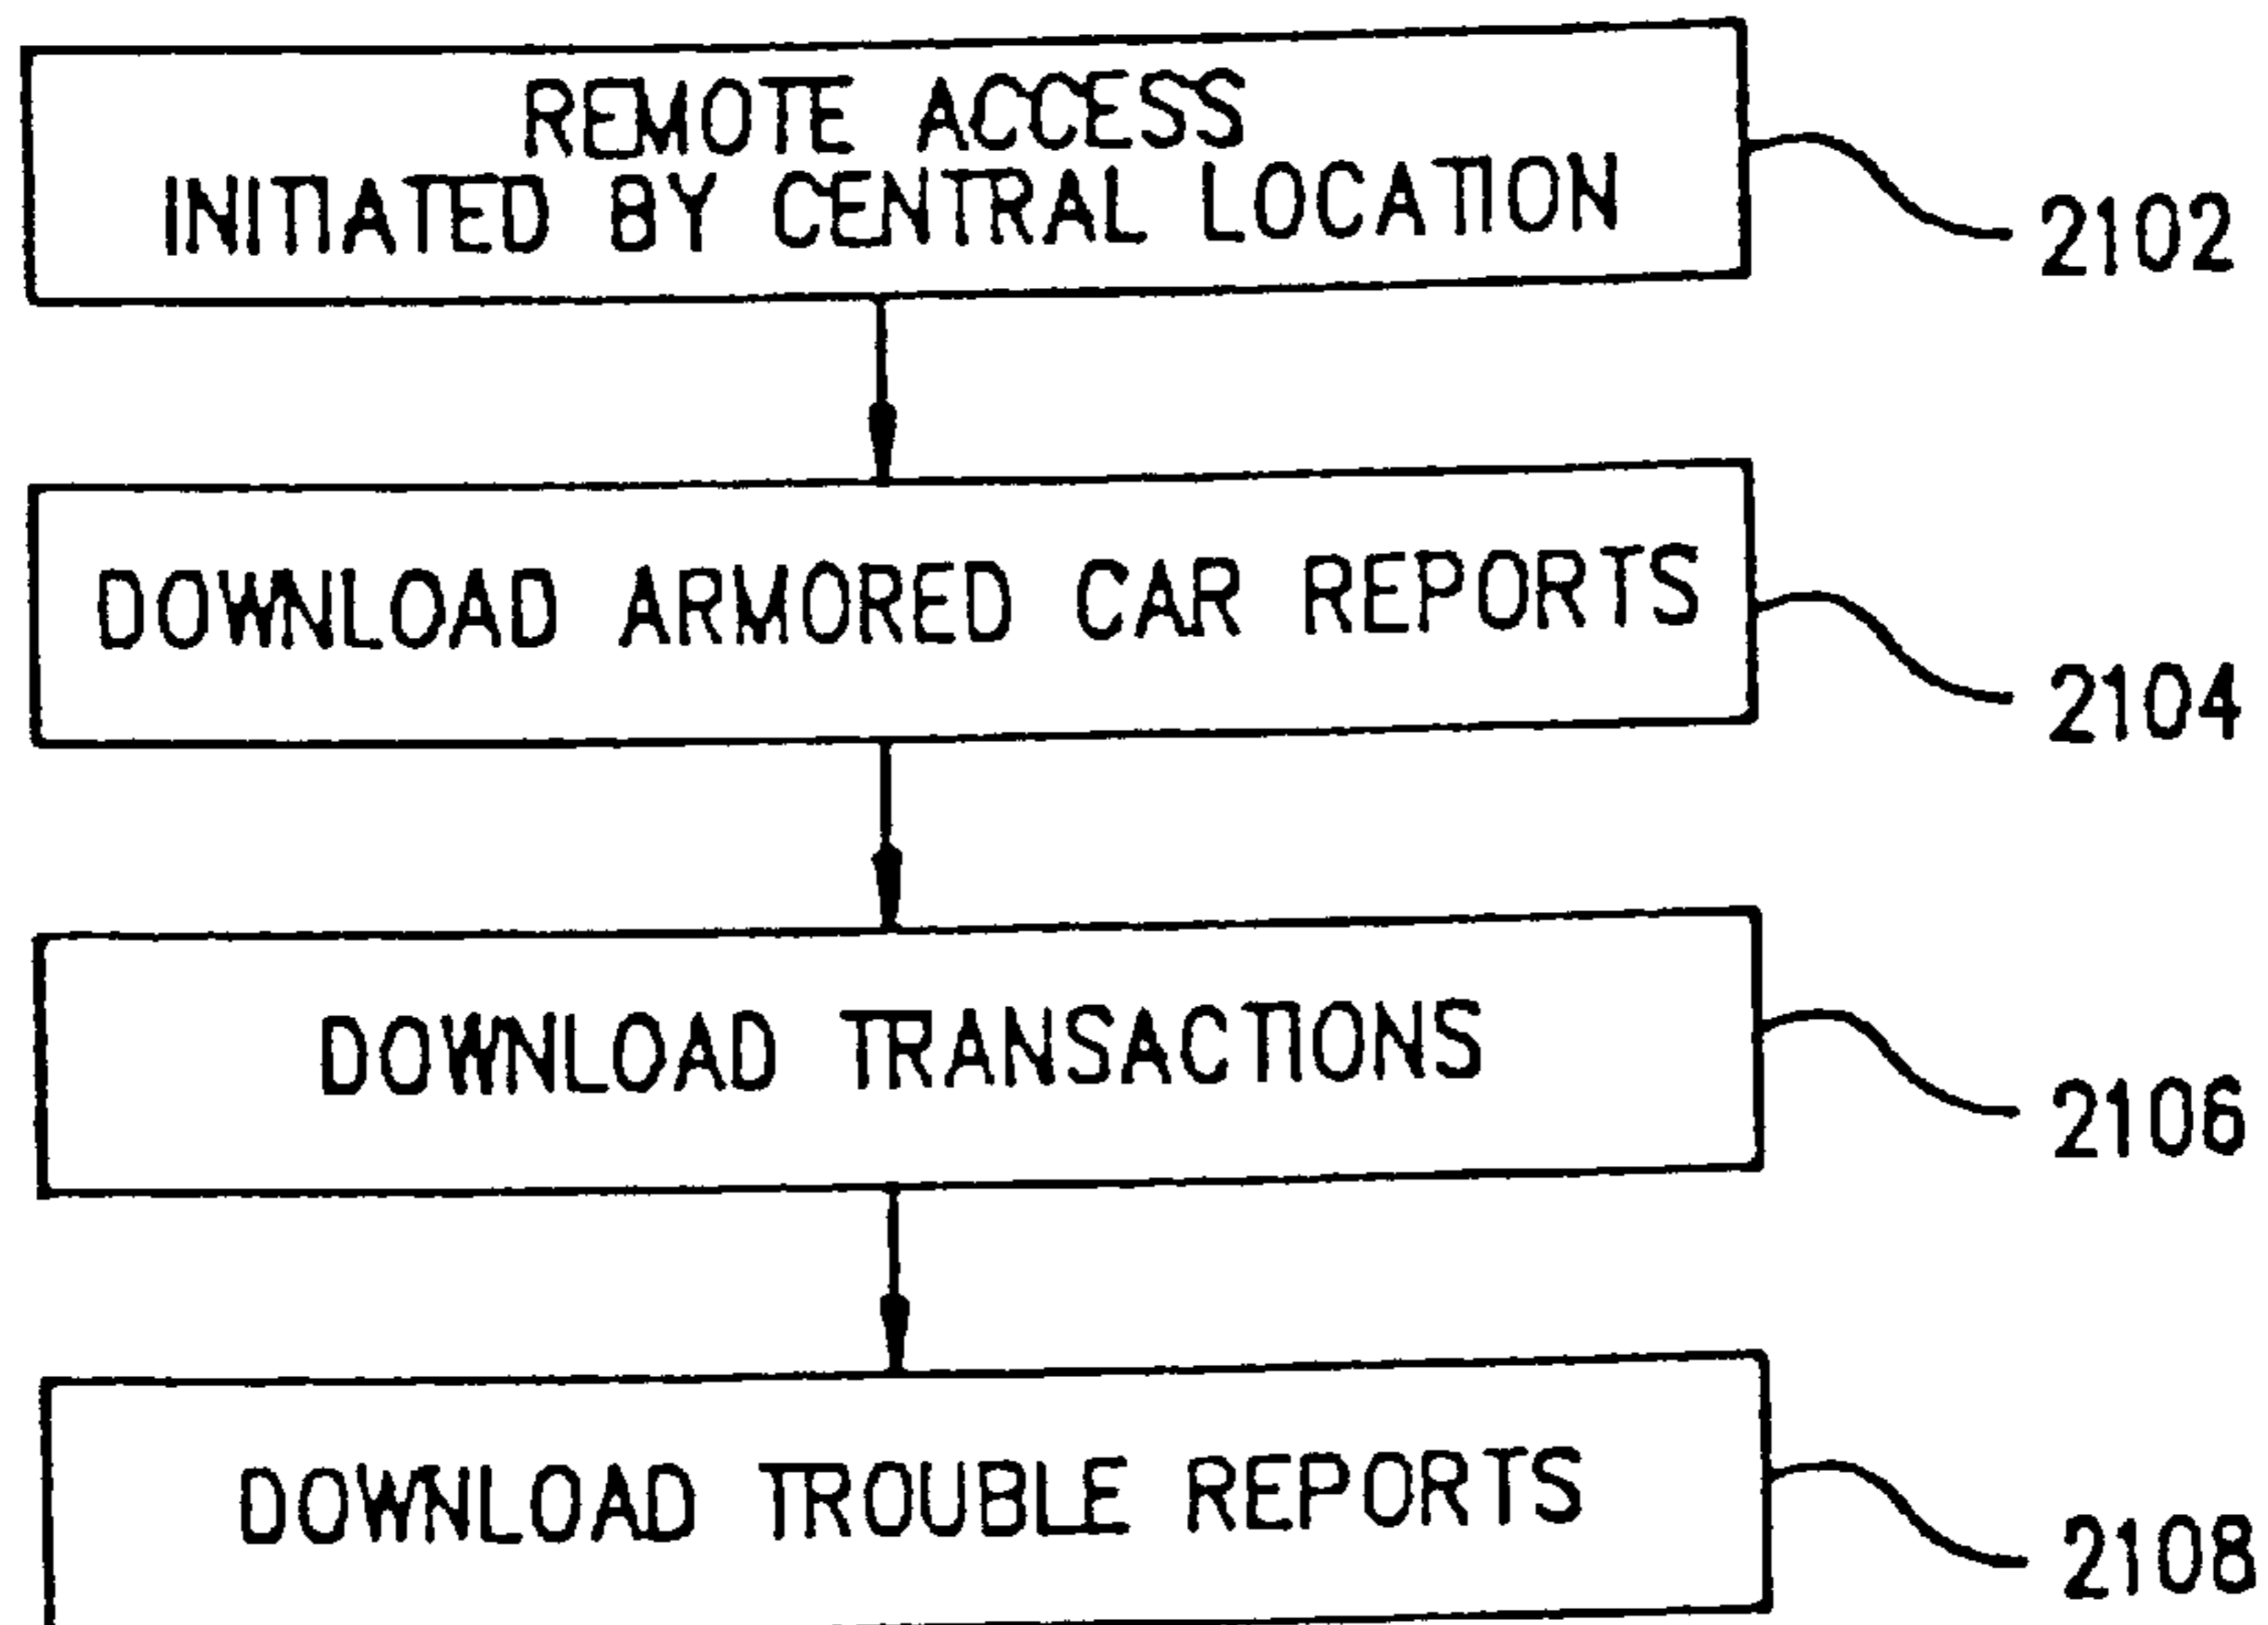 REMOTE ACCESS
INITIATED BY CENTRAL LOCATION
2102
DOWNLOAD ARMORED CAR REPORTS
2104
DOWNLOAD TRANSACTIONS
2106
DOWNLOAD TROUBLE REPORTS
2108